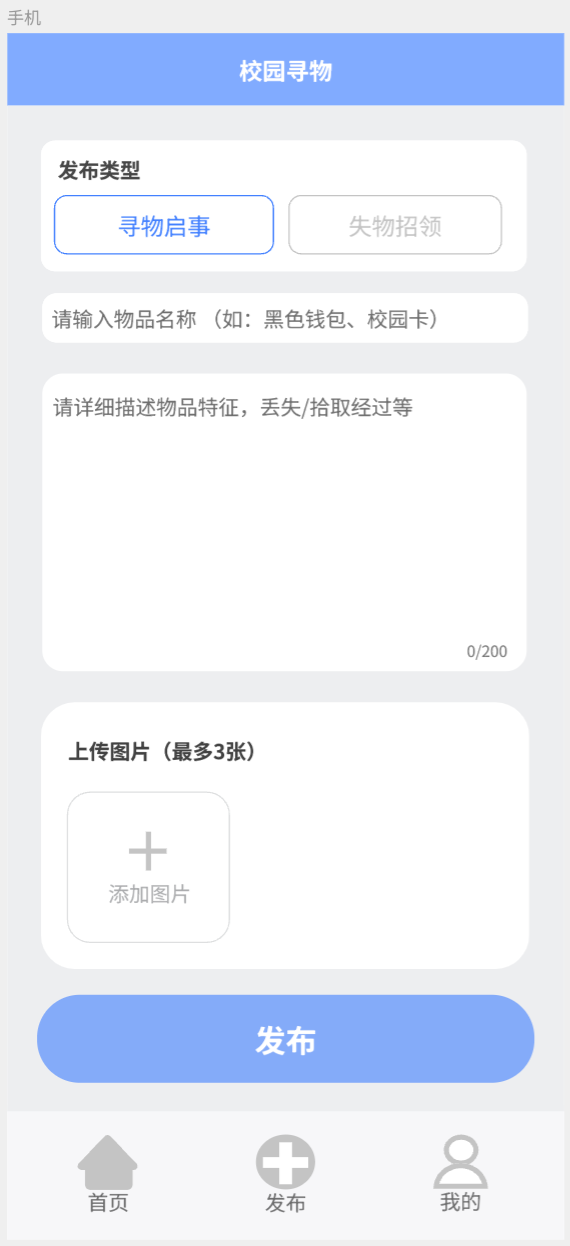 手机
校园寻物
发布类型
寻物启事 失物招领
请输入物品名称 （如：黑色钱包、校园卡）
请详细描述物品特征，丢失/拾取经过等
0/200
上传图片（最多3张）
添加图片
发布
首页 发布 我的